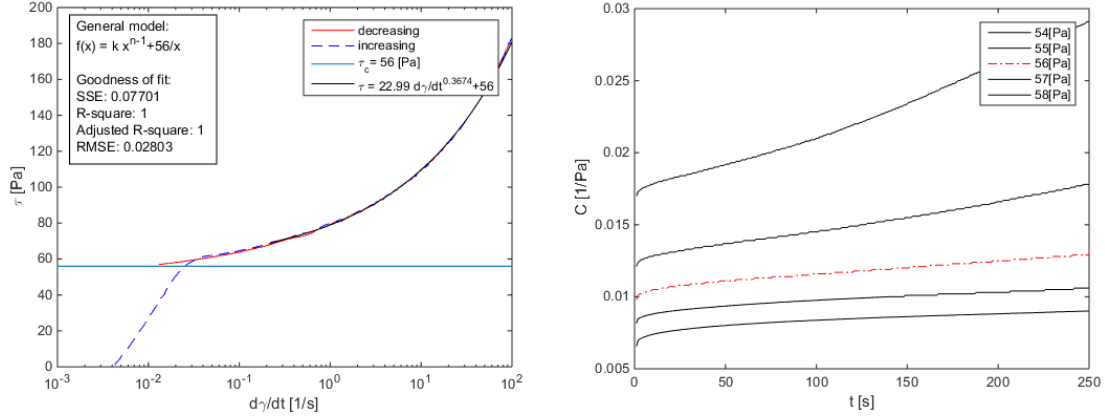 200
180
160
140
120
100
80
60
40
20
0
τ [Pa]
General model:
f(x) = k x^{n-1}+56/x
Goodness of fit:
SSE: 0.07701
R-square: 1
Adjusted R-square: 1
RMSE: 0.02803
decreasing
increasing
τ_c = 56 [Pa]
τ = 22.99 dγ/dt^{0.3674}+56
10^{-3} 10^{-2} 10^{-1} 10^{0} 10^{1} 10^{2}
dγ/dt [1/s]
0.03
0.025
0.02
0.015
0.01
0.005
C [1/Pa]
54[Pa]
55[Pa]
56[Pa]
57[Pa]
58[Pa]
0 50 100 150 200 250
t [s]